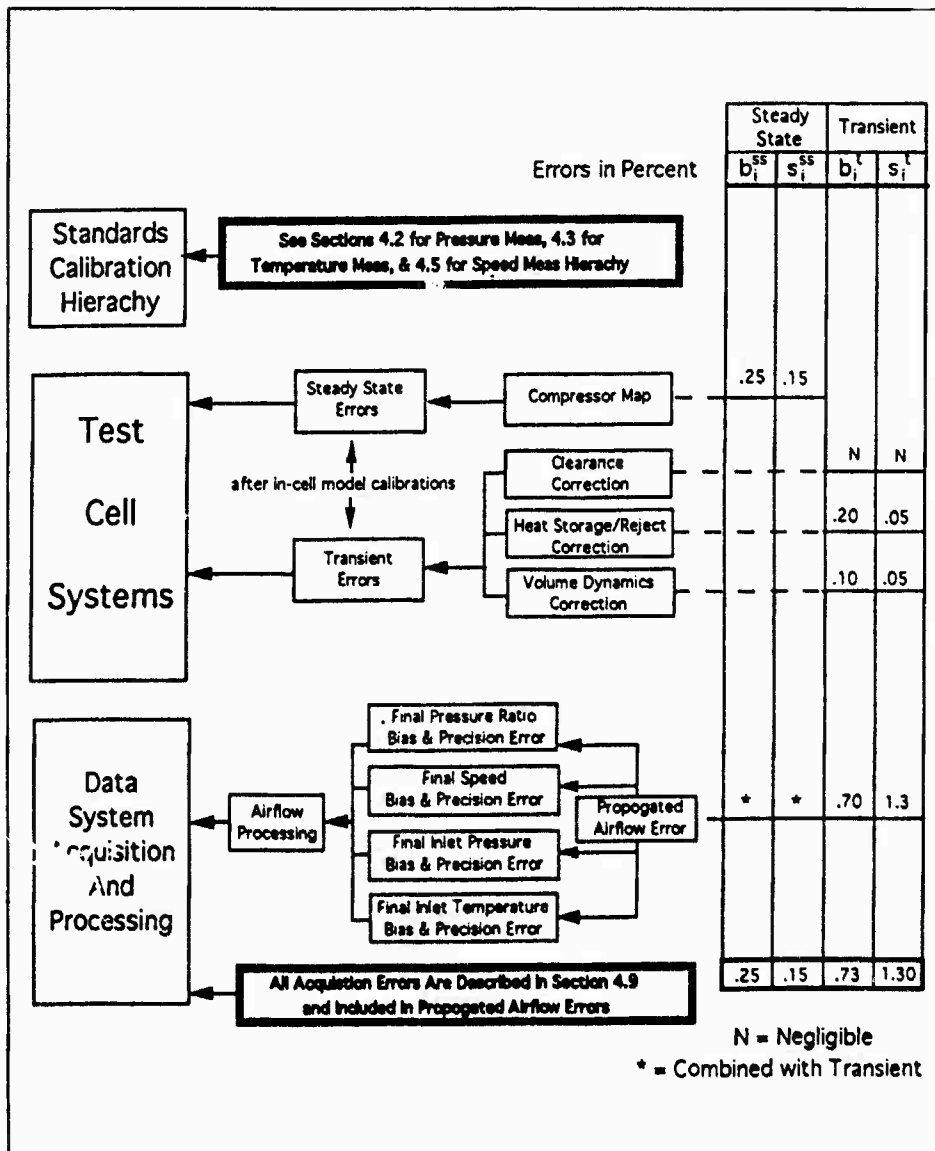 Steady
State
Transient
Errors in Percent
b_i^ss s_i^ss b_i^t s_i^t
Standards
Calibration
Hierachy
See Sections 4.2 for Pressure Meas, 4.3 for
Temperature Meas, & 4.5 for Speed Meas Hierachy
Test
Cell
Systems
Steady State
Errors
Compressor Map
.25 .15
after in-cell model calibrations
Clearance
Correction
N N
Heat Storage/Reject
Correction
.20 .05
Transient
Errors
Volume Dynamics
Correction
.10 .05
Data
System
Acquisition
And
Processing
Airflow
Processing
Final Pressure Ratio
Bias & Precision Error
Final Speed
Bias & Precision Error
Final Inlet Pressure
Bias & Precision Error
Final Inlet Temperature
Bias & Precision Error
Propogated
Airflow Error
* * .70 1.3
All Acquistion Errors Are Described in Section 4.9
and Included in Propogated Airflow Errors
.25 .15 .73 1.30
N = Negligible
* = Combined with Transient